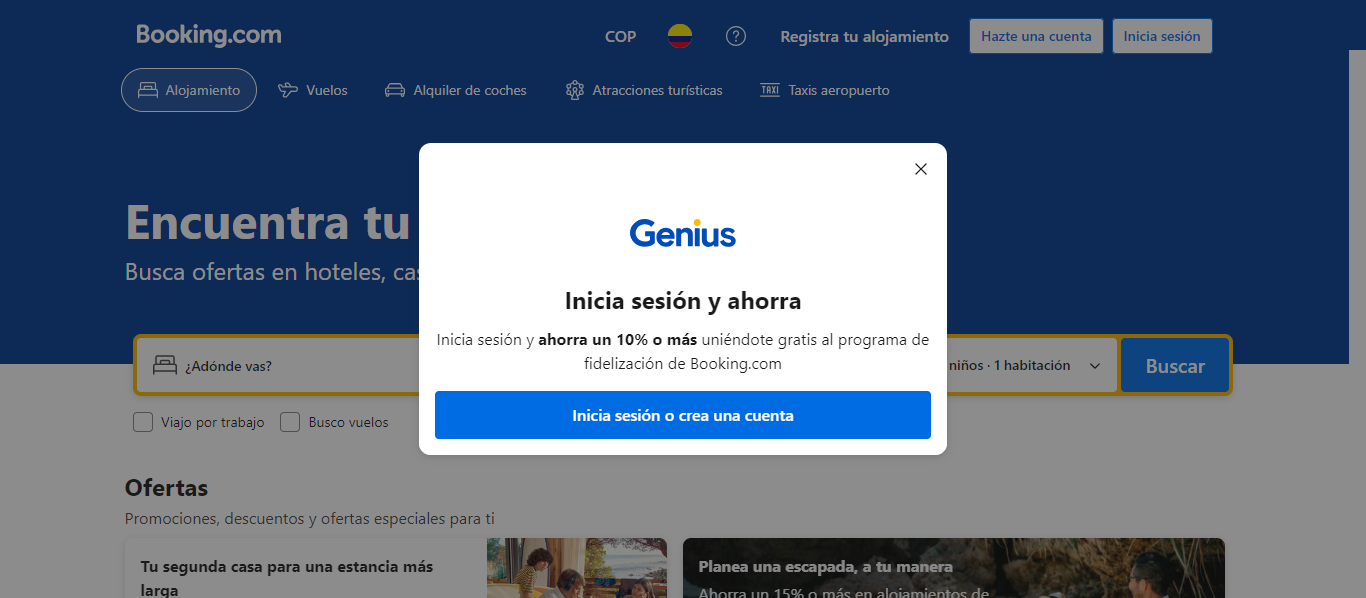 Booking.com
COP
Registra tu alojamiento
Hazte una cuenta
Inicia sesión
Alojamiento
Vuelos
Alquiler de coches
Atracciones turísticas
TAXI
Taxis aeropuerto
Encuentra tu
Busca ofertas en hoteles,
Genius
Inicia sesión y ahorra
Inicia sesión y ahorra un 10% o más uniéndote gratis al programa de
fidelización de Booking.com
Inicia sesión o crea una cuenta
¿Adónde vas?
niños · 1 habitación
Buscar
Viajo por trabajo
Busco vuelos
Ofertas
Promociones, descuentos y ofertas especiales para ti
Tu segunda casa para una estancia más
larga
Planea una escapada, a tu manera
Ahorra un 15% o más en alojamientos de